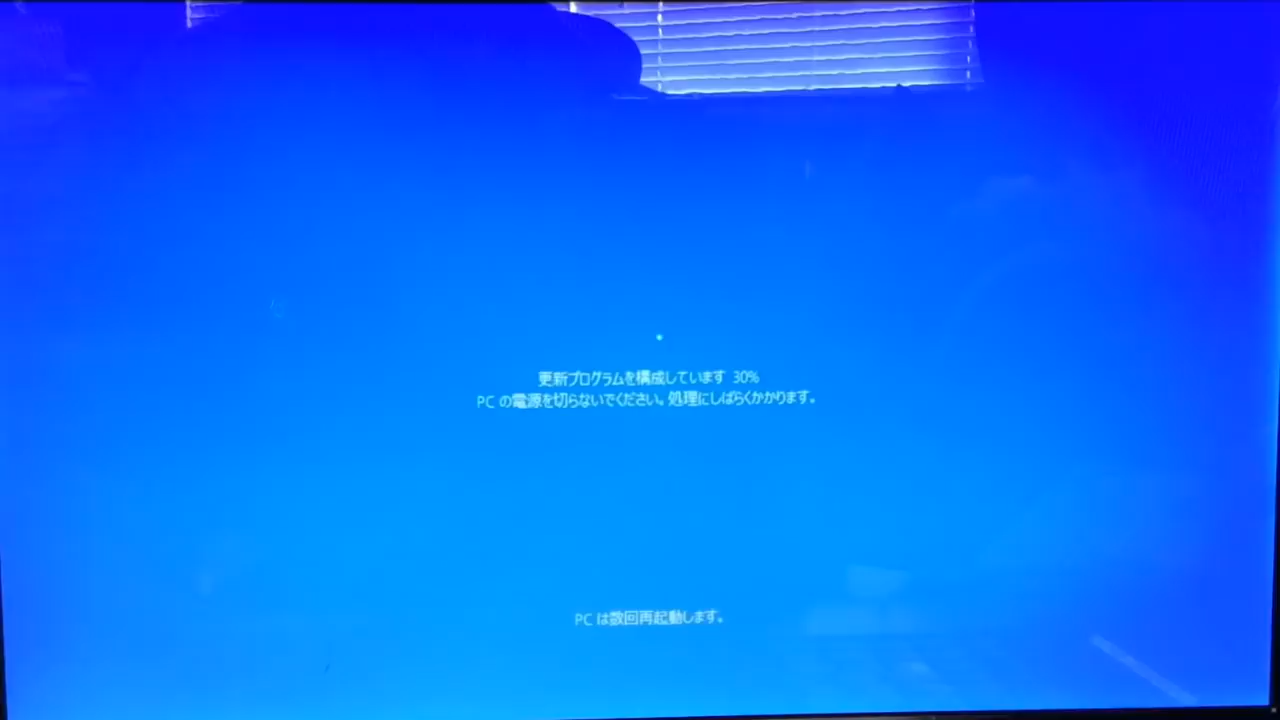 更新プログラムを構成しています 30%
PC の電源を切らないでください。処理にしばらくかかります。
PC は数回再起動します。